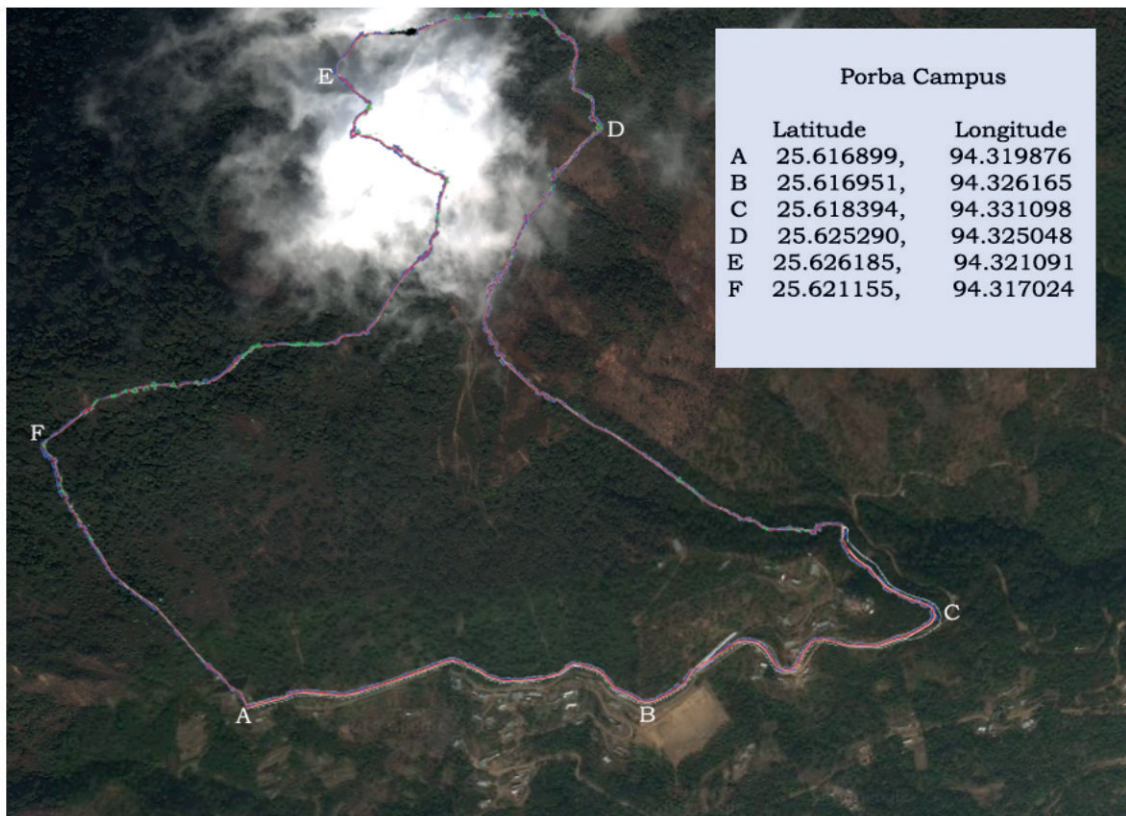 E
D
Porba Campus
Latitude Longitude
A 25.616899, 94.319876
B 25.616951, 94.326165
C 25.618394, 94.331098
D 25.625290, 94.325048
E 26.626185, 94.321091
F 25.621155, 94.317024
F
C
A
B